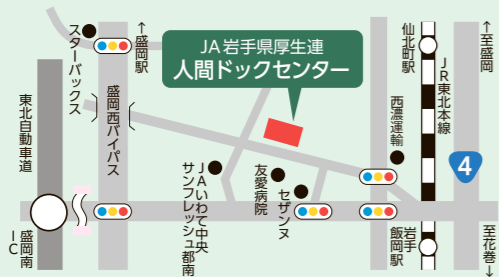 スターバックス
↑盛岡駅
JA岩手県厚生連
人間ドックセンター
仙北町駅
JR東北本線
↑至盛岡
東北自動車道
盛岡西バイパス
西濃運輸
4
JAいわて中央
サンフレッシュ都南
友愛病院
セザンヌ
盛岡南
IC
岩手
飯岡駅
至花巻↓